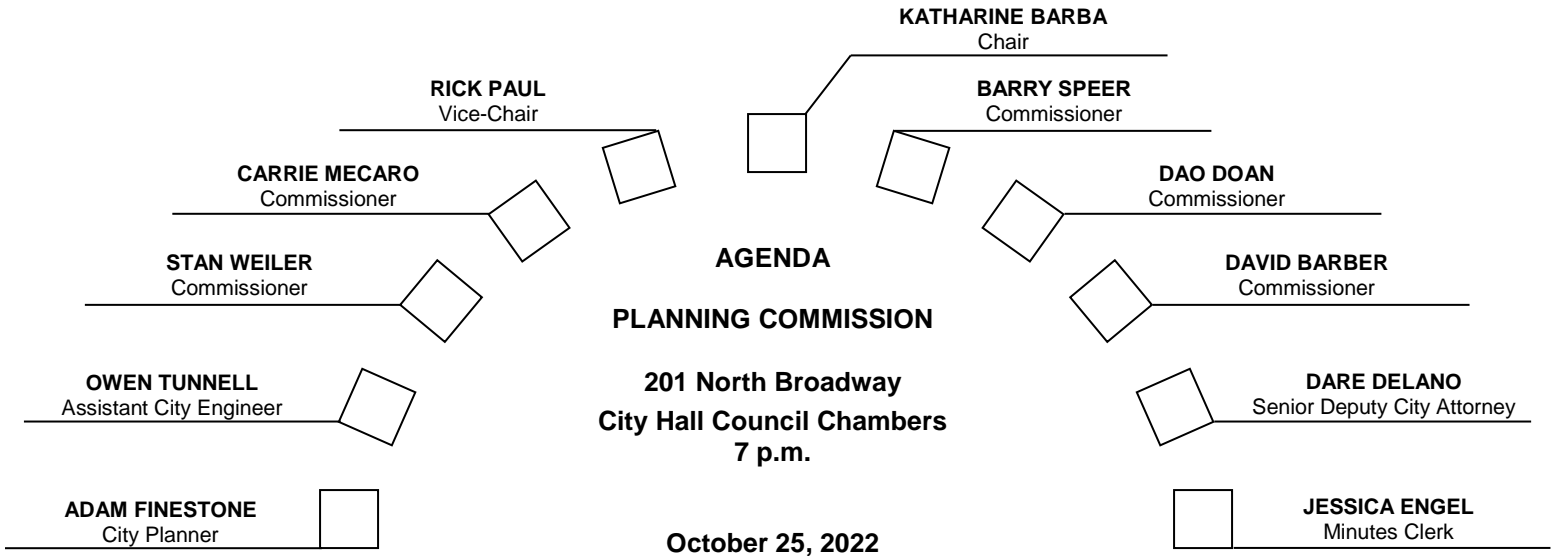 KATHARINE BARBA
Chair
RICK PAUL
Vice-Chair
BARRY SPEER
Commissioner
CARRIE MECARO
Commissioner
DAO DOAN
Commissioner
STAN WEILER
Commissioner
AGENDA
DAVID BARBER
Commissioner
PLANNING COMMISSION
OWEN TUNNELL
Assistant City Engineer
201 North Broadway
City Hall Council Chambers
7 p.m.
DARE DELANO
Senior Deputy City Attorney
ADAM FINESTONE
City Planner
October 25, 2022
JESSICA ENGEL
Minutes Clerk